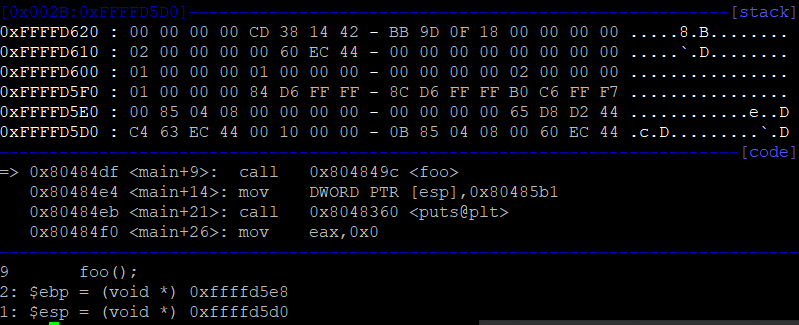 [0x002B:0xFFFFD5D0]------------------------------------------------------[stack]
0xFFFFD620 : 00 00 00 00 CD 38 14 42 - BB 9D 0F 18 00 00 00 00 .....8.B........
0xFFFFD610 : 02 00 00 00 00 60 EC 44 - 00 00 00 00 00 00 00 00 .....`.D........
0xFFFFD600 : 01 00 00 00 01 00 00 00 - 00 00 00 00 02 00 00 00 ................
0xFFFFD5F0 : 01 00 00 00 84 D6 FF FF - 8C D6 FF FF B0 C6 FF F7 ................
0xFFFFD5E0 : 00 85 04 08 00 00 00 00 - 00 00 00 00 65 D8 D2 44 ............e..D
0xFFFFD5D0 : C4 63 EC 44 00 10 00 00 - 0B 85 04 08 00 60 EC 44 .c.D.........`.D
--------------------------------------------------------------------------[code]
=> 0x80484df <main+9>: call 0x804849c <foo>
0x80484e4 <main+14>: mov DWORD PTR [esp],0x80485b1
0x80484eb <main+21>: call 0x8048360 <puts@plt>
0x80484f0 <main+26>: mov eax,0x0
--------------------------------------------------------------------------------
9 foo();
2: $ebp = (void *) 0xffffd5e8
1: $esp = (void *) 0xffffd5d0